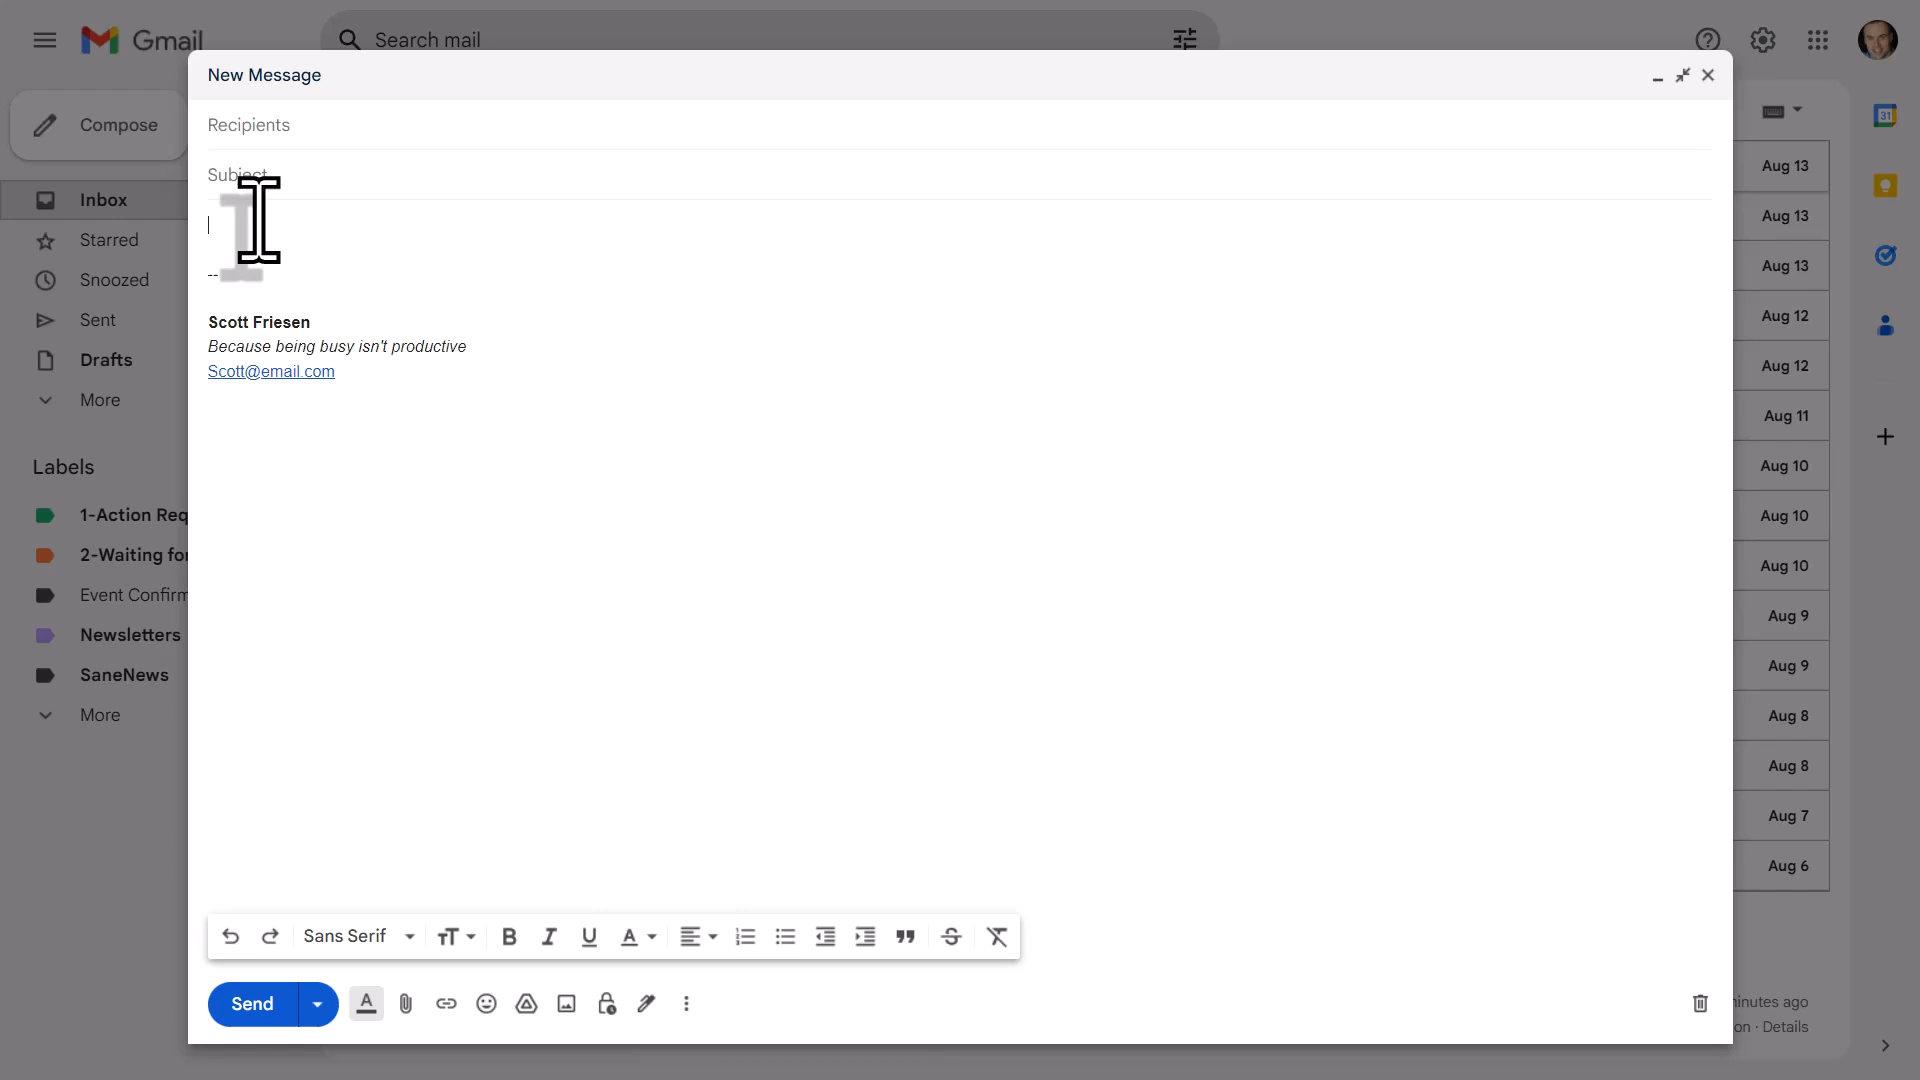 Gmail
Search mail
New Message
Compose
Recipients
Subject
Inbox
Starred
Snoozed
Sent
Drafts
More
Labels
1-Action Req
2-Waiting for
Event Confirm
Newsletters
SaneNews
More
--
Scott Friesen
Because being busy isn't productive
Scott@email.com
Sans Serif
Send
31
Aug 13
Aug 13
Aug 13
Aug 12
Aug 12
Aug 11
Aug 10
Aug 10
Aug 10
Aug 9
Aug 9
Aug 8
Aug 8
Aug 7
Aug 6
inutes ago
on · Details